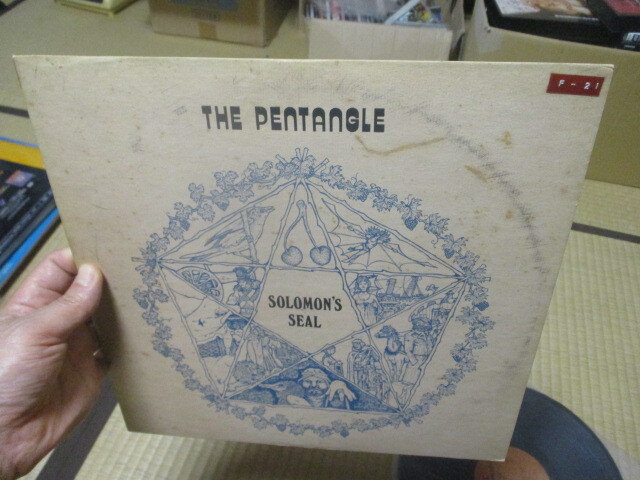 THE PENTANGLE
F-21
SOLOMON'S
SEAL